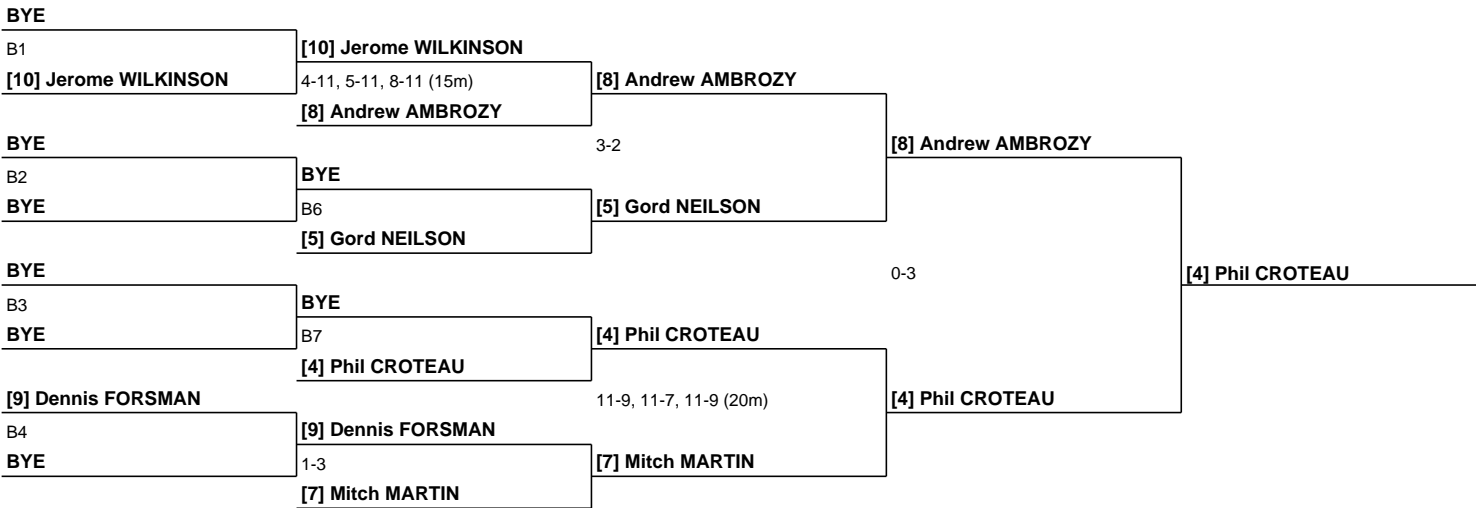 BYE
B1
[10] Jerome WILKINSON
[10] Jerome WILKINSON
4-11, 5-11, 8-11 (15m)
[8] Andrew AMBROZY
[8] Andrew AMBROZY
BYE
B2
BYE
BYE
B6
[5] Gord NEILSON
3-2
[5] Gord NEILSON
[8] Andrew AMBROZY
BYE
B3
BYE
BYE
B7
[4] Phil CROTEAU
[4] Phil CROTEAU
0-3
[4] Phil CROTEAU
[9] Dennis FORSMAN
B4
BYE
[9] Dennis FORSMAN
1-3
[7] Mitch MARTIN
11-9, 11-7, 11-9 (20m)
[7] Mitch MARTIN
[4] Phil CROTEAU